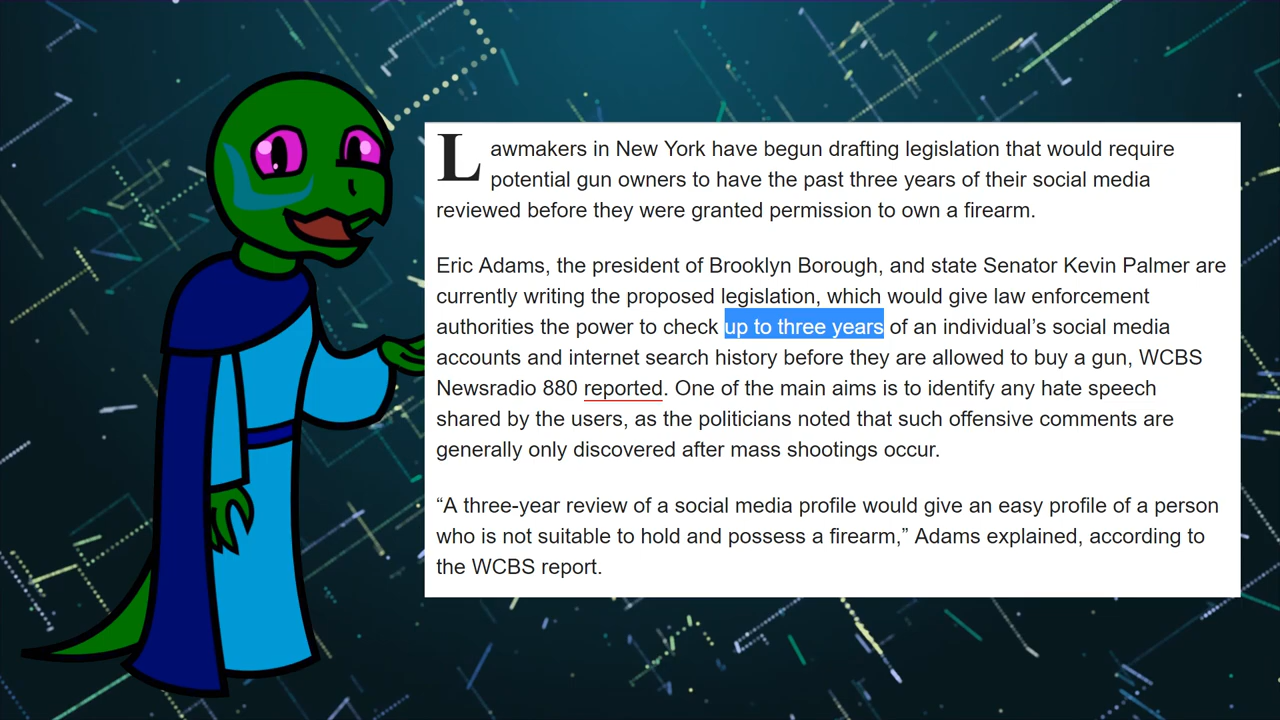 Lawmakers in New York have begun drafting legislation that would require
potential gun owners to have the past three years of their social media
reviewed before they were granted permission to own a firearm.
Eric Adams, the president of Brooklyn Borough, and state Senator Kevin Palmer are
currently writing the proposed legislation, which would give law enforcement
authorities the power to check up to three years of an individual’s social media
accounts and internet search history before they are allowed to buy a gun, WCBS
Newsradio 880 reported. One of the main aims is to identify any hate speech
shared by the users, as the politicians noted that such offensive comments are
generally only discovered after mass shootings occur.
“A three-year review of a social media profile would give an easy profile of a person
who is not suitable to hold and possess a firearm,” Adams explained, according to
the WCBS report.